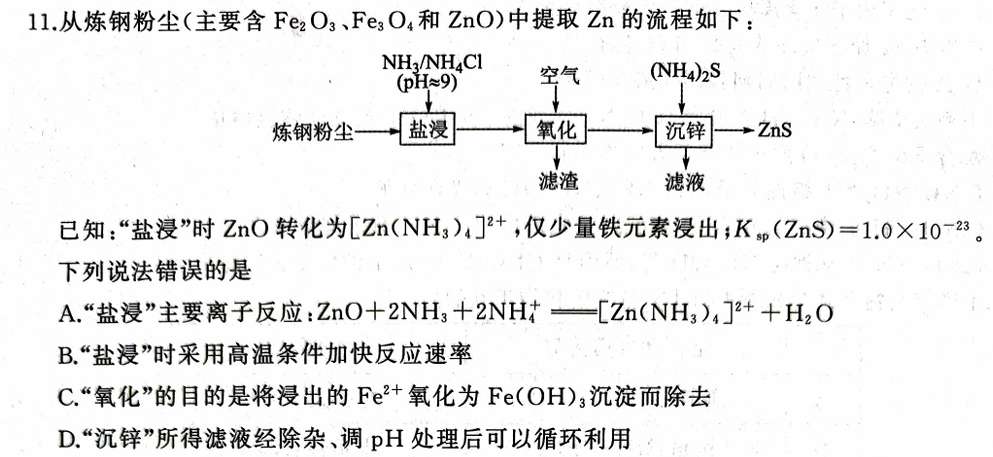 11.从炼钢粉尘(主要含 Fe₂O₃、Fe₃O₄和 ZnO)中提取 Zn 的流程如下:
NH₃/NH₄Cl
(pH≈9)
空气
(NH₄)₂S
炼钢粉尘
盐浸
氧化
沉锌
ZnS
滤渣
滤液
已知:“盐浸”时 ZnO 转化为[Zn(NH₃)₄]²⁺,仅少量铁元素浸出;Kₛₚ(ZnS)=1.0×10⁻²³。
下列说法错误的是
A.“盐浸”主要离子反应:ZnO+2NH₃+2NH₄⁺ ══[Zn(NH₃)₄]²⁺+H₂O
B.“盐浸”时采用高温条件加快反应速率
C.“氧化”的目的是将浸出的 Fe²⁺氧化为 Fe(OH)₃沉淀而除去
D.“沉锌”所得滤液经除杂、调 pH 处理后可以循环利用